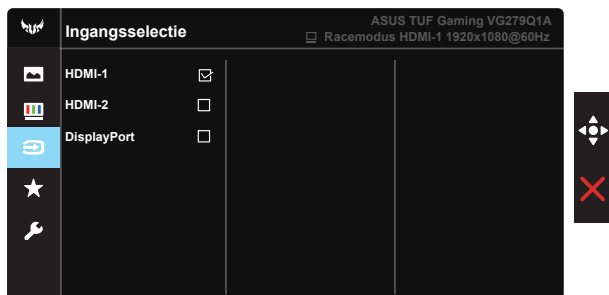 Ingangsselectie
ASUS TUF Gaming VG279Q1A
Racemodus HDMI-1 1920x1080@60Hz
HDMI-1
HDMI-2
DisplayPort